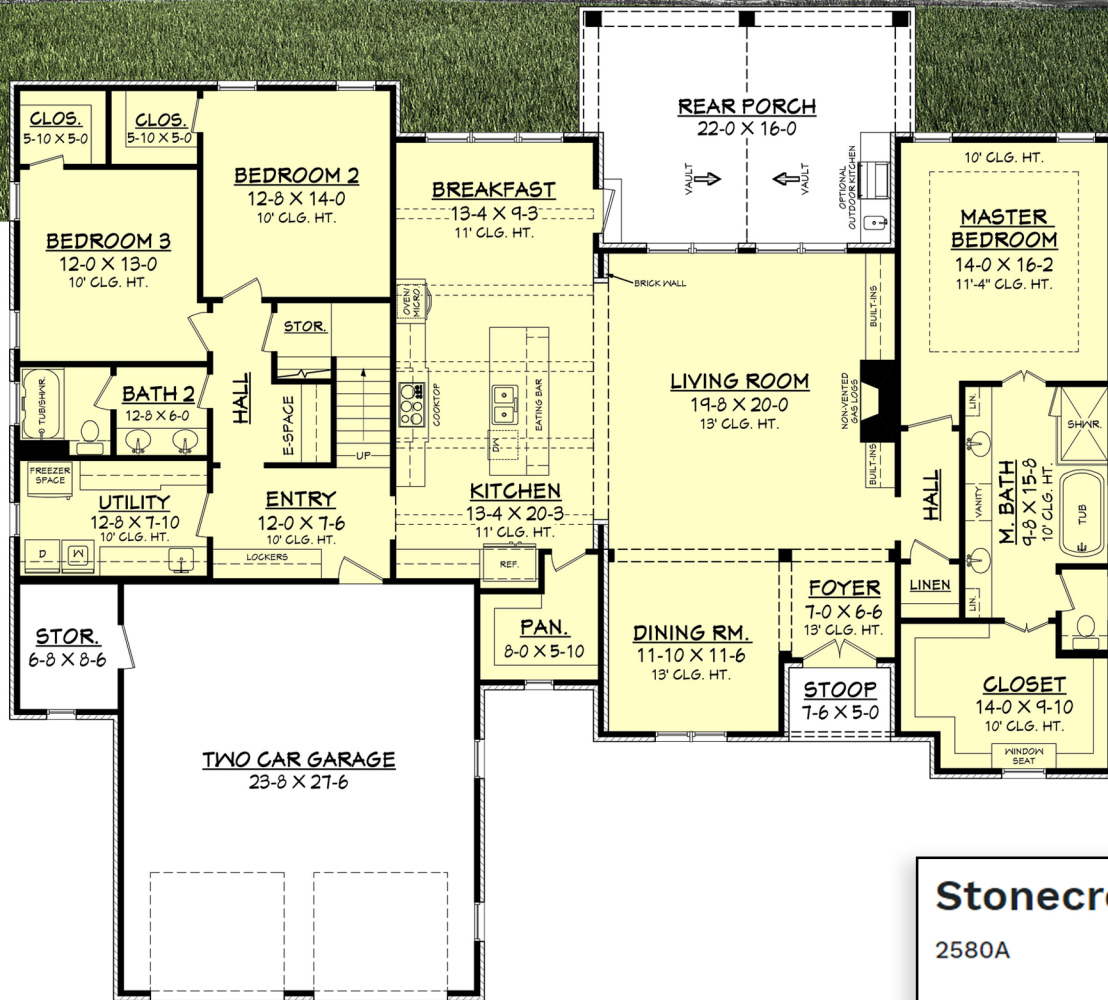 REAR PORCH
22-0 X 16-0
VAULT
VAULT
OPTIONAL
OUTDOOR KITCHEN
CLOS.
5-10 X 5-0
CLOS.
5-10 X 5-0
BEDROOM 2
12-8 X 14-0
10' CLG. HT.
BREAKFAST
13-4 X 9-3
11' CLG. HT.
10' CLG. HT.
MASTER
BEDROOM
14-0 X 16-2
11'-4" CLG. HT.
BEDROOM 3
12-0 X 13-0
10' CLG. HT.
BRICK WALL
OVEN/
MICRO.
STOR.
BUILT-INS
TUB/SHWR.
BATH 2
12-8 X 6-0
HALL
E-SPACE
UP
COOKTOP
DW
EATING BAR
LIVING ROOM
19-8 X 20-0
13' CLG. HT.
NON-VENTED
GAS LOGS
BUILT-INS
LIN.
SHWR.
HALL
VANITY
M. BATH
9-8 X 15-8
10' CLG. HT.
TUB
FREEZER
SPACE
UTILITY
12-8 X 7-10
10' CLG. HT.
D
W
ENTRY
12-0 X 7-6
10' CLG. HT.
LOCKERS
KITCHEN
13-4 X 20-3
11' CLG. HT.
REF.
LINEN
LIN.
FOYER
7-0 X 6-6
13' CLG. HT.
STOR.
6-8 X 8-6
PAN.
8-0 X 5-10
DINING RM.
11-10 X 11-6
13' CLG. HT.
STOOP
7-6 X 5-0
CLOSET
14-0 X 9-10
10' CLG. HT.
WINDOW
SEAT
TWO CAR GARAGE
23-8 X 27-6
Stonecr
2580A